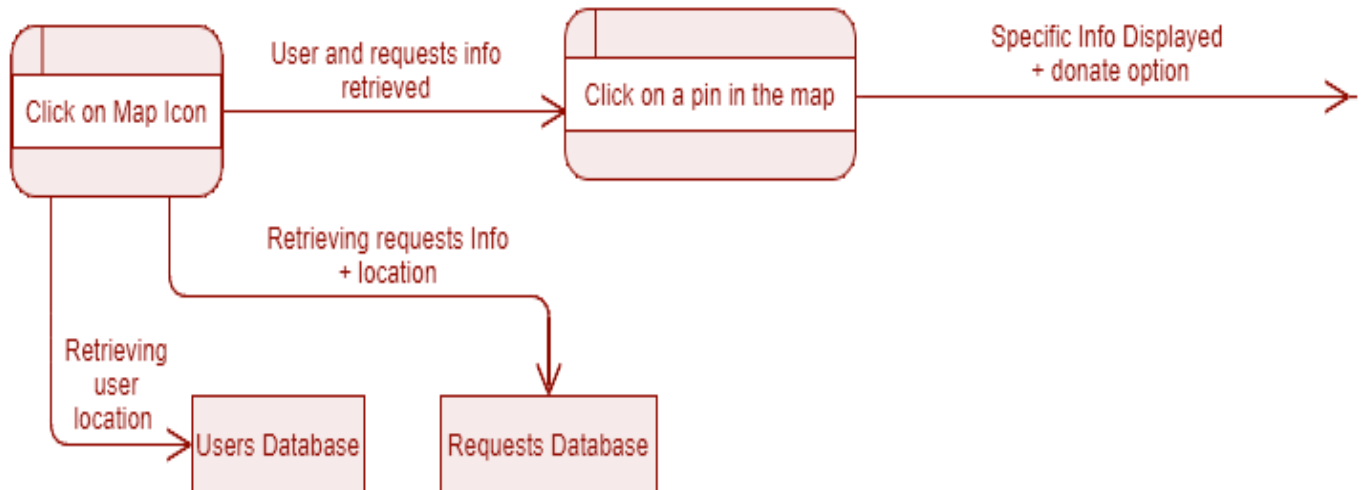 Click on Map Icon
User and requests info
retrieved
Click on a pin in the map
Specific Info Displayed
+ donate option
Retrieving requests Info
+ location
Retrieving
user
location
Users Database
Requests Database